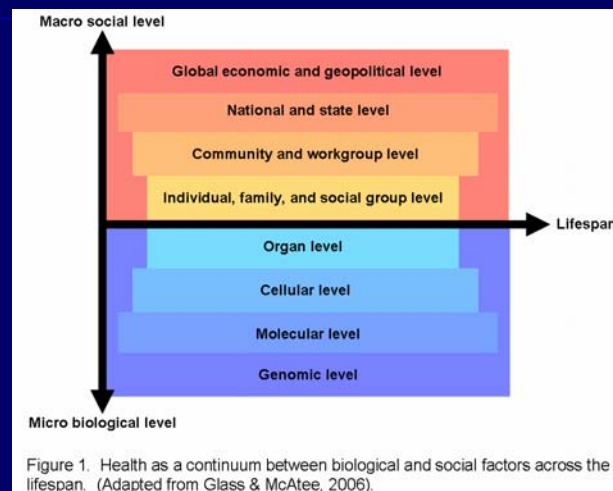 Macro social level
Global economic and geopolitical level
National and state level
Community and workgroup level
Individual, family, and social group level
Lifespan
Organ level
Cellular level
Molecular level
Genomic level
Micro biological level
Figure 1. Health as a continuum between biological and social factors across the
lifespan. (Adapted from Glass & McAtee, 2006).